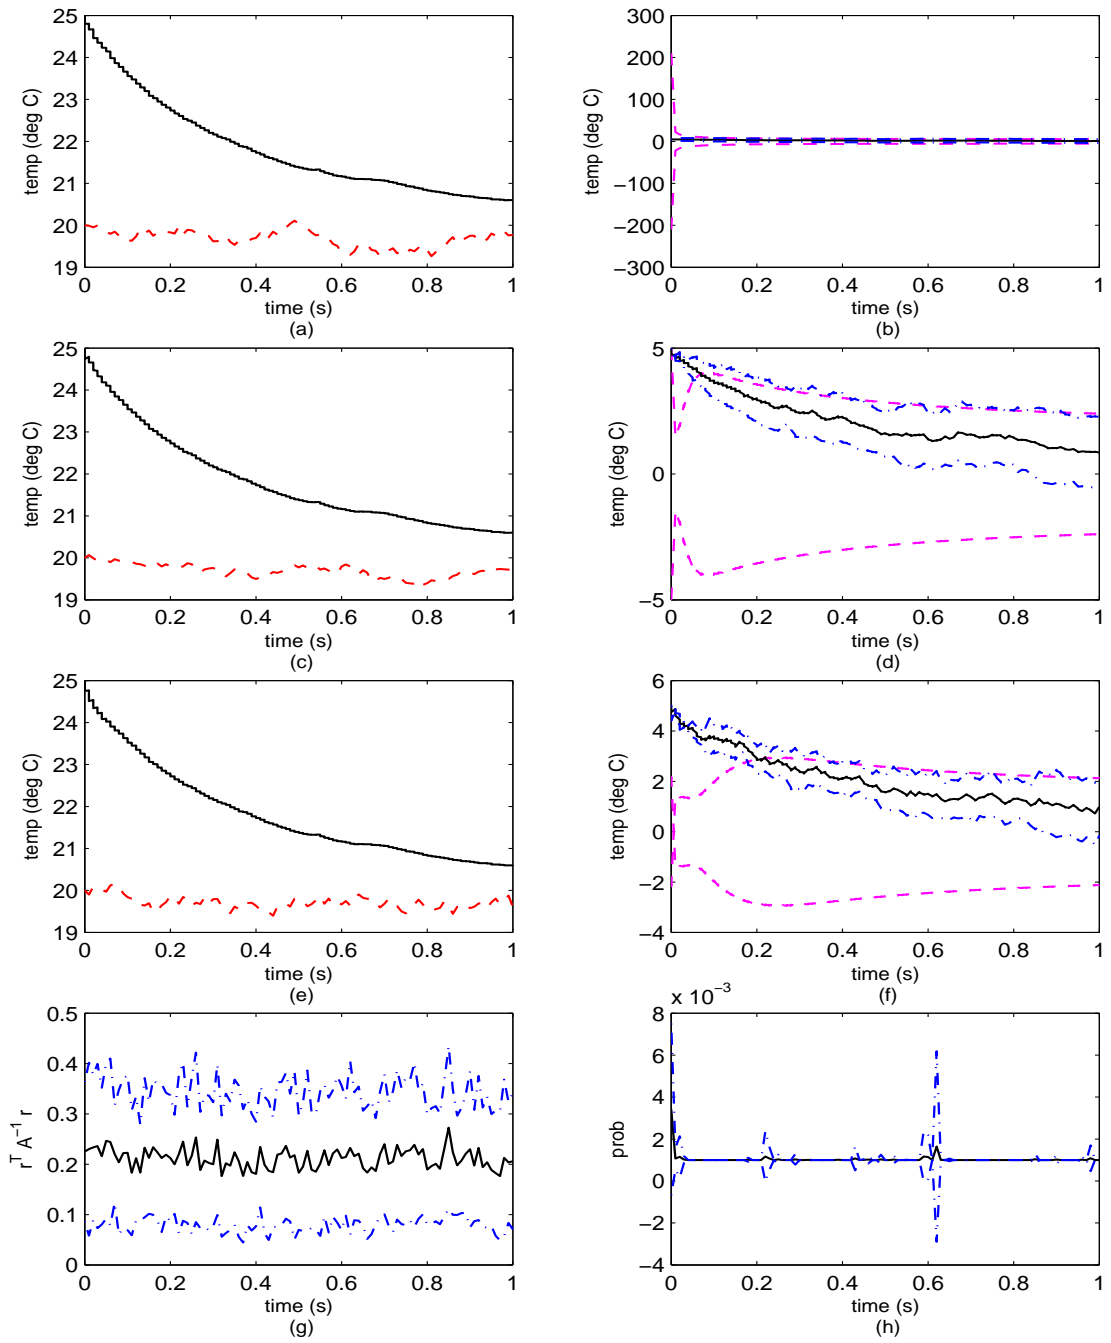 25
24
23
22
21
20
19
temp (deg C)
0 0.2 0.4 0.6 0.8 1
time (s)
(a)
300
200
100
0
−100
−200
−300
temp (deg C)
0 0.2 0.4 0.6 0.8 1
time (s)
(b)
25
24
23
22
21
20
19
temp (deg C)
0 0.2 0.4 0.6 0.8 1
time (s)
(c)
5
0
−5
temp (deg C)
0 0.2 0.4 0.6 0.8 1
time (s)
(d)
25
24
23
22
21
20
19
temp (deg C)
0 0.2 0.4 0.6 0.8 1
time (s)
(e)
6
4
2
0
−2
−4
temp (deg C)
0 0.2 0.4 0.6 0.8 1
time (s)
(f)
0.5
0.4
0.3
0.2
0.1
0
r^T A^−1 r
0 0.2 0.4 0.6 0.8 1
time (s)
(g)
x 10^−3
8
6
4
2
0
−2
−4
prob
0 0.2 0.4 0.6 0.8 1
time (s)
(h)